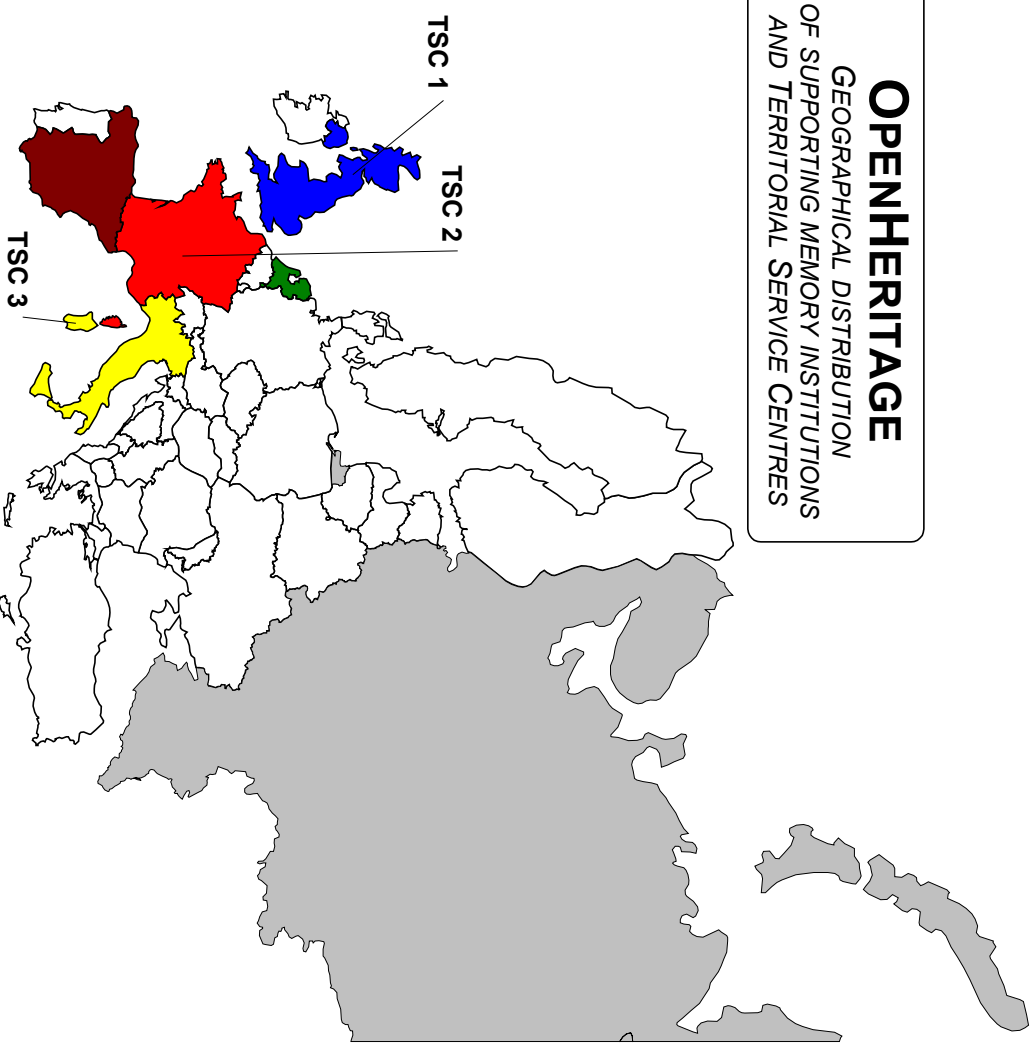 OPENHERITAGE
GEOGRAPHICAL DISTRIBUTION
OF SUPPORTING MEMORY INSTITUTIONS
AND TERRITORIAL SERVICE CENTRES
TSC 1
TSC 2
TSC 3